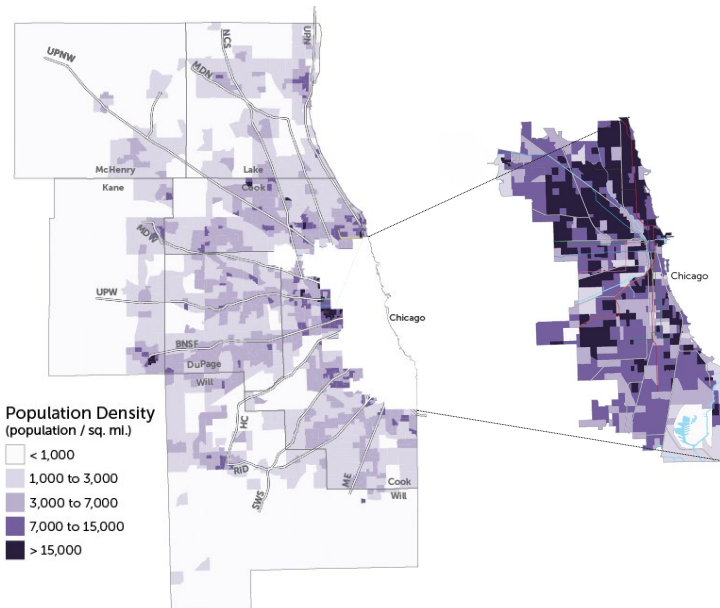 UPN
NCS
UPNW
MDN
McHenry
Lake
Kane
Cook
MDW
Chicago
UPW
Chicago
BNSF
DuPage
Will
Population Density
(population / sq. mi.)
< 1,000
1,000 to 3,000
3,000 to 7,000
7,000 to 15,000
> 15,000
HC
RID
SWS
ME
Cook
Will